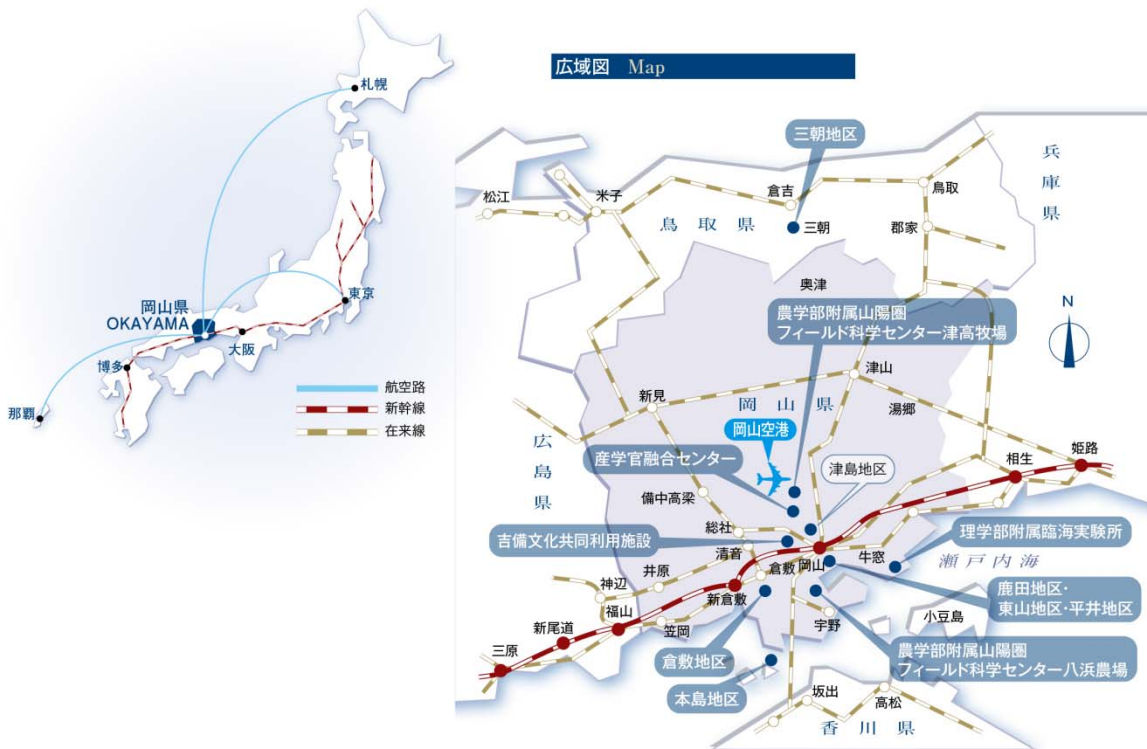 札幌
岡山県
OKAYAMA
東京
大阪
博多
那覇
航空路
新幹線
在来線
広域図 Map
三朝地区
兵庫県
松江
米子
倉吉
鳥取
鳥取県
三朝
郡家
奥津
農学部附属山陽圏
フィールド科学センター津高牧場
N
津山
新見
岡山県
湯郷
広島県
岡山空港
産学官融合センター
津島地区
相生
姫路
備中高梁
総社
吉備文化共同利用施設
清音
倉敷
岡山
牛窓
理学部附属臨海実験所
瀬戸内海
井原
神辺
新倉敷
鹿田地区・
東山地区・平井地区
福山
笠岡
宇野
小豆島
新尾道
三原
倉敷地区
農学部附属山陽圏
フィールド科学センター八浜農場
本島地区
坂出
高松
香川県